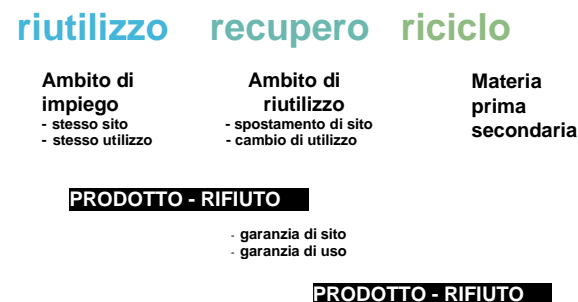 riutilizzo recupero riciclo
Ambito di impiego
- stesso sito
- stesso utilizzo
Ambito di riutilizzo
- spostamento di sito
- cambio di utilizzo
Materia prima secondaria
PRODOTTO - RIFIUTO
- garanzia di sito
- garanzia di uso
PRODOTTO - RIFIUTO